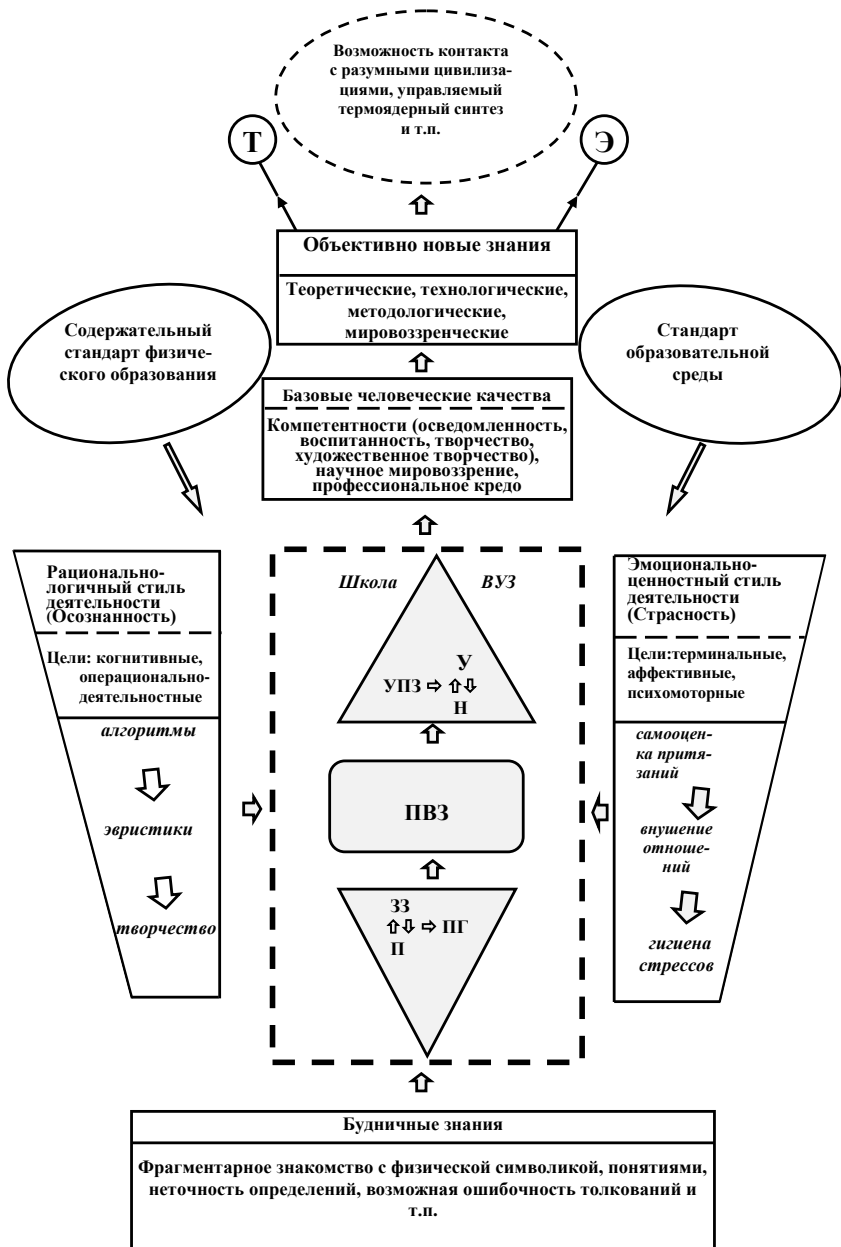 Возможность контакта
с разумными цивилиза-
циями, управляемый
термоядерный синтез
и т.п.
Т
Э
Объективно новые знания
Теоретические, технологические,
методологические,
мировоззренческие
Содержательный
стандарт физиче-
ского образования
Стандарт
образовательной
среды
Базовые человеческие качества
Компетентности (осведомленность,
воспитанность, творчество,
художественное творчество),
научное мировоззрение,
профессиональное кредо
Рационально-
логичный стиль
деятельности
(Осознанность)
Цели: когнитивные,
операционально-
деятельностные
алгоритмы
эвристики
творчество
Школа
ВУЗ
У
УПЗ ⇨ ⇧⇩
Н
ПВЗ
ЗЗ
⇧⇩ ⇨ ПГ
П
Эмоционально-
ценностный стиль
деятельности
(Страсность)
Цели:терминальные,
аффективные,
психомоторные
самооцен-
ка притя-
заний
внушение
отноше-
ний
гигиена
стрессов
Будничные знания
Фрагментарное знакомство с физической символикой, понятиями,
неточность определений, возможная ошибочность толкований и
т.п.